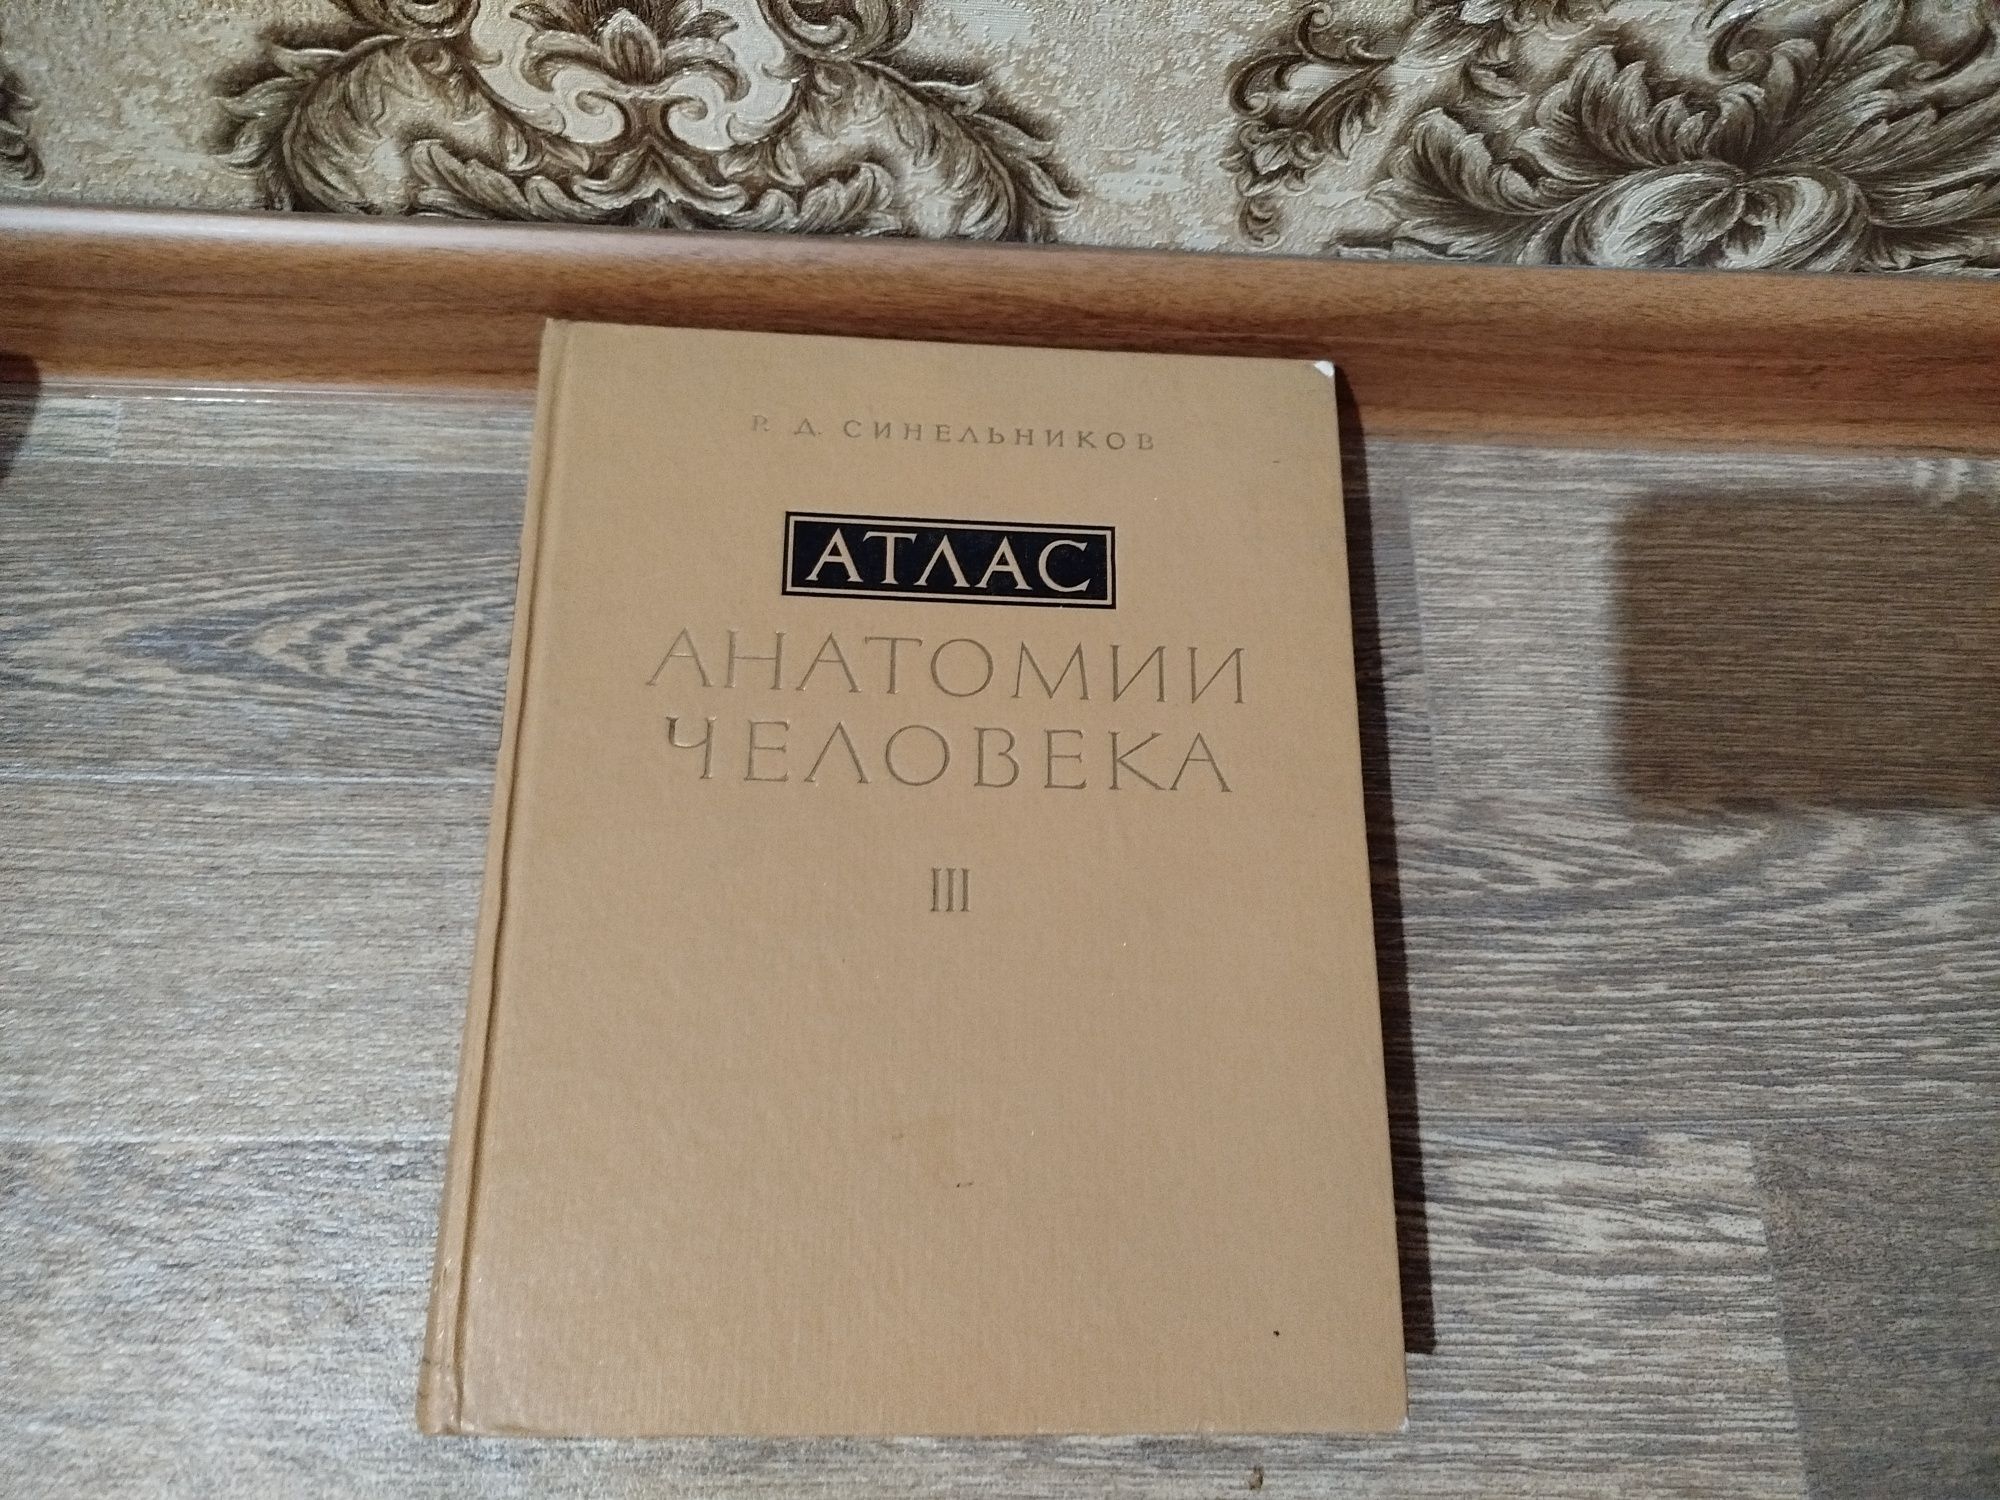 Р. Д. СИНЕЛЬНИКОВ
АТЛАС
АНАТОМИИ
ЧЕЛОВЕКА
III